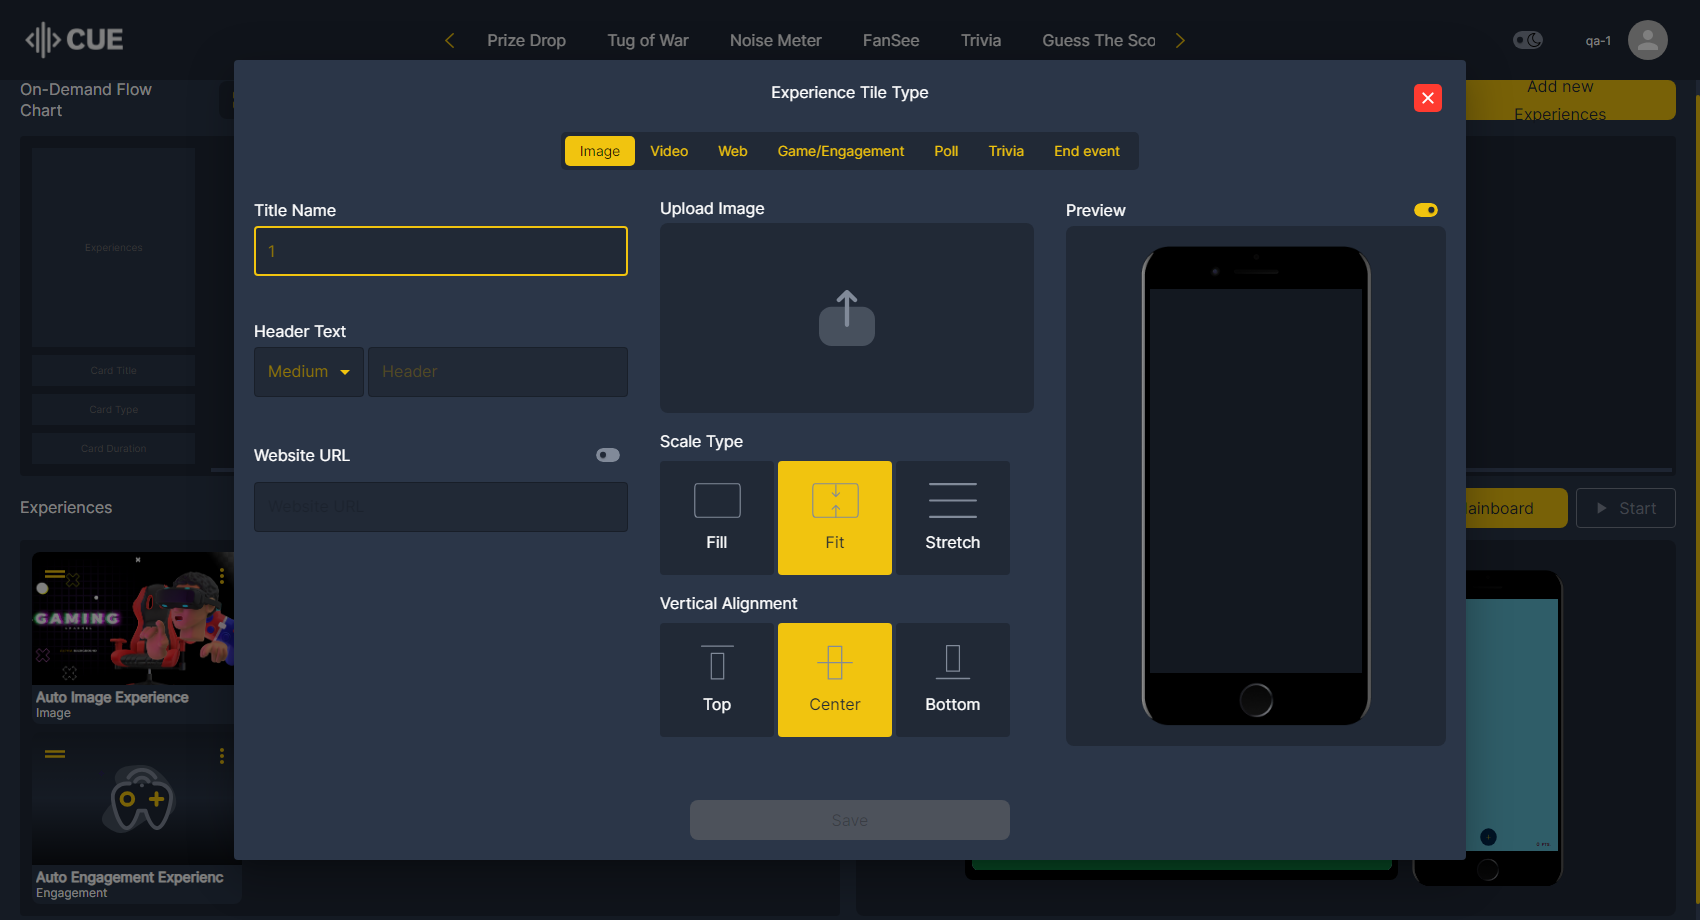 CUE
Prize Drop
Tug of War
Noise Meter
FanSee
Trivia
Guess The Sco
qa-1
On-Demand Flow
Chart
Add new
Experiences
Experiences
Card Title
Card Type
Card Duration
Experiences
ainboard
Start
GAMING
Auto Image Experience
Image
Auto Engagement Experienc
Engagement
Experience Tile Type
Image
Video
Web
Game/Engagement
Poll
Trivia
End event
Title Name
1
Header Text
Medium
Header
Website URL
Website URL
Upload Image
Scale Type
Fill
Fit
Stretch
Vertical Alignment
Top
Center
Bottom
Preview
Save